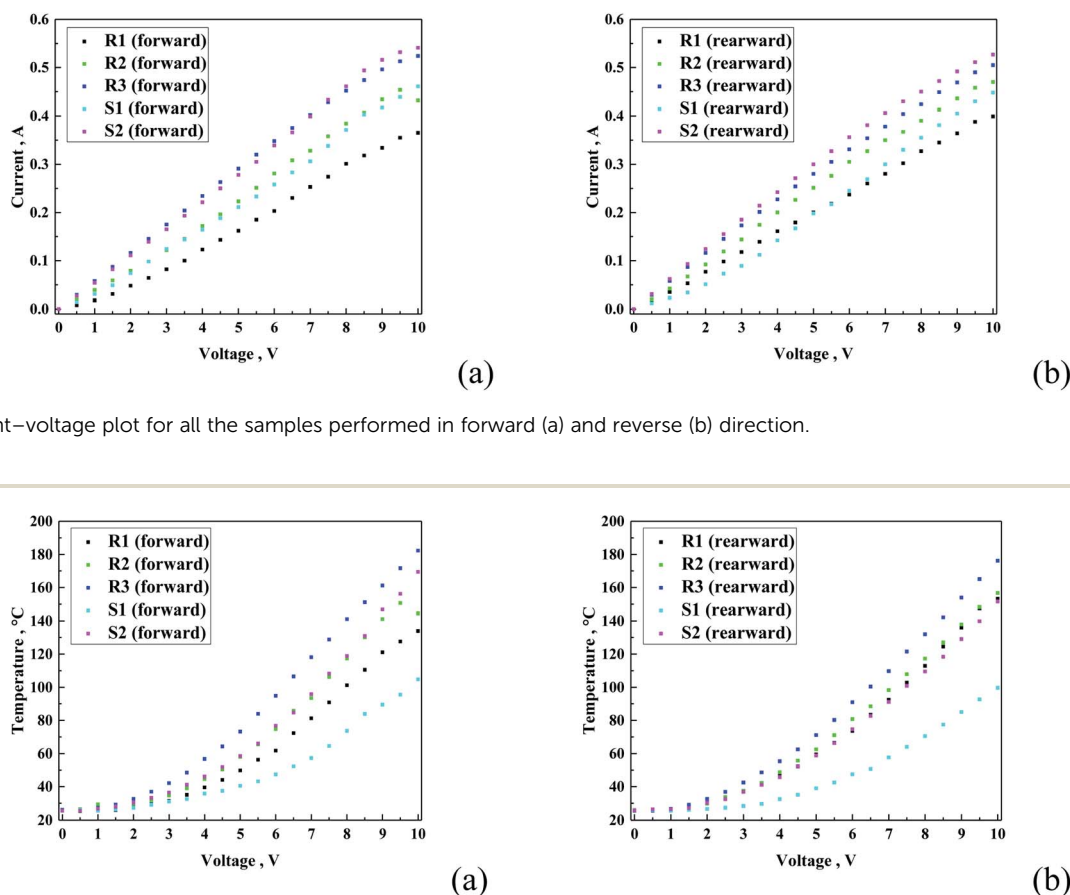 0.6
0.5
0.4
0.3
0.2
0.1
0.0
Current , A
R1 (forward)
R2 (forward)
R3 (forward)
S1 (forward)
S2 (forward)
0 1 2 3 4 5 6 7 8 9 10
Voltage , V
(a)
0.6
0.5
0.4
0.3
0.2
0.1
0.0
Current , A
R1 (rearward)
R2 (rearward)
R3 (rearward)
S1 (rearward)
S2 (rearward)
0 1 2 3 4 5 6 7 8 9 10
Voltage , V
(b)
nt–voltage plot for all the samples performed in forward (a) and reverse (b) direction.
200
180
160
140
120
100
80
60
40
20
Temperature , °C
R1 (forward)
R2 (forward)
R3 (forward)
S1 (forward)
S2 (forward)
0 1 2 3 4 5 6 7 8 9 10
Voltage , V
(a)
200
180
160
140
120
100
80
60
40
20
Temperature , °C
R1 (rearward)
R2 (rearward)
R3 (rearward)
S1 (rearward)
S2 (rearward)
0 1 2 3 4 5 6 7 8 9 10
Voltage , V
(b)